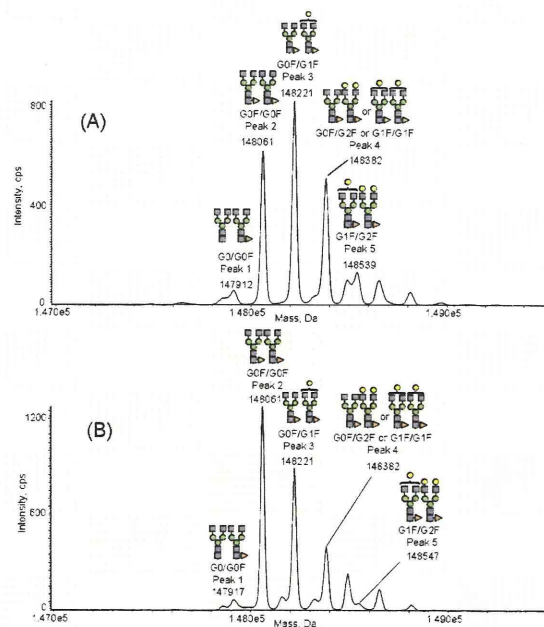 G0F/G1F
Peak 3
148221
G0F/G0F
Peak 2
148061
or
G0F/G2F or G1F/G1F
Peak 4
148382
(A)
800
400
0
Intensity, cps
G1F/G2F
Peak 5
148539
G0/G0F
Peak 1
147912
1.470e5
1.480e5
Mass, Da
1.490e5
G0F/G0F
Peak 2
148061
G0F/G1F
Peak 3
148221
or
G0F/G2F or G1F/G1F
Peak 4
148382
(B)
1200
600
0
Intensity, cps
G1F/G2F
Peak 5
148547
G0/G0F
Peak 1
147917
1.470e5
1.480e5
Mass, Da
1.490e5